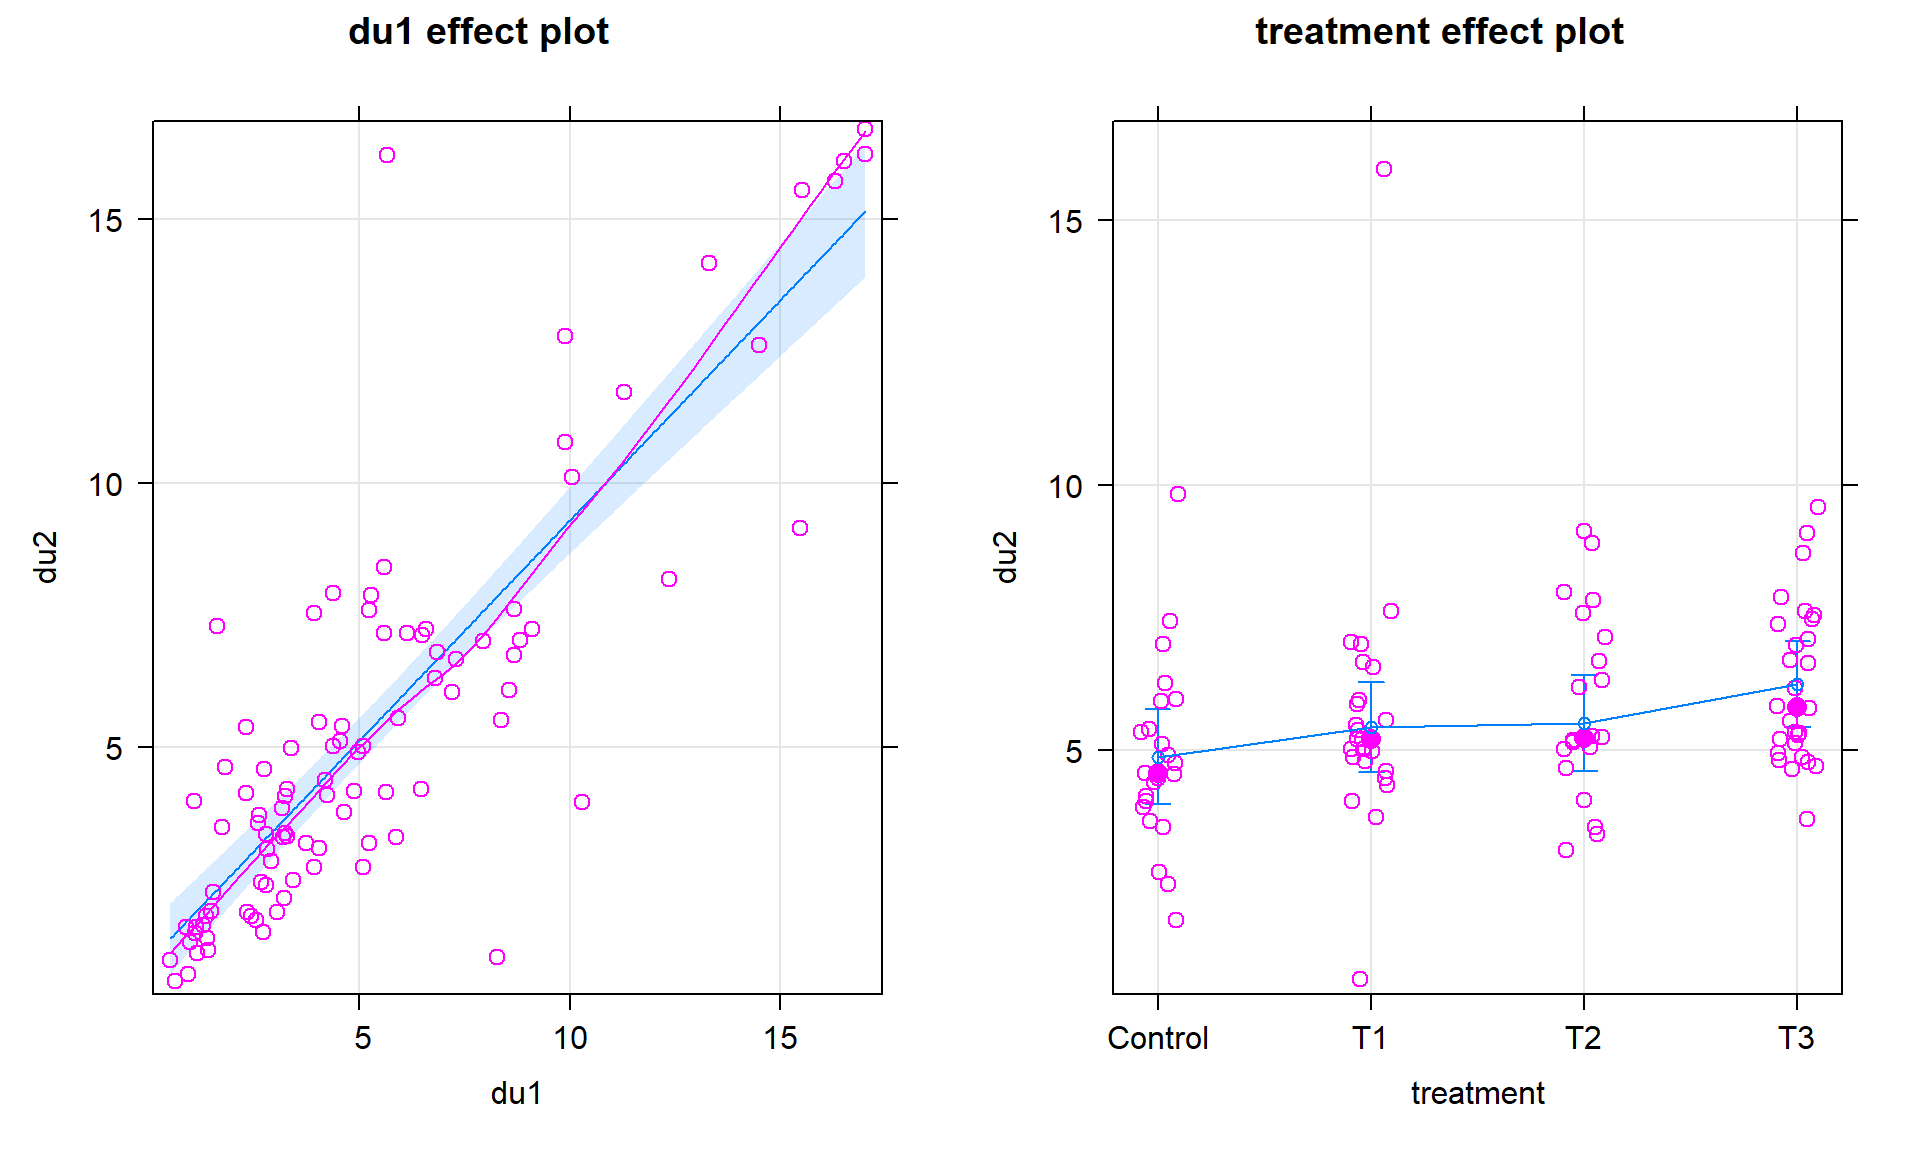 du1 effect plot
15
10
5
du2
5 10 15
du1
treatment effect plot
15
10
5
du2
Control T1 T2 T3
treatment